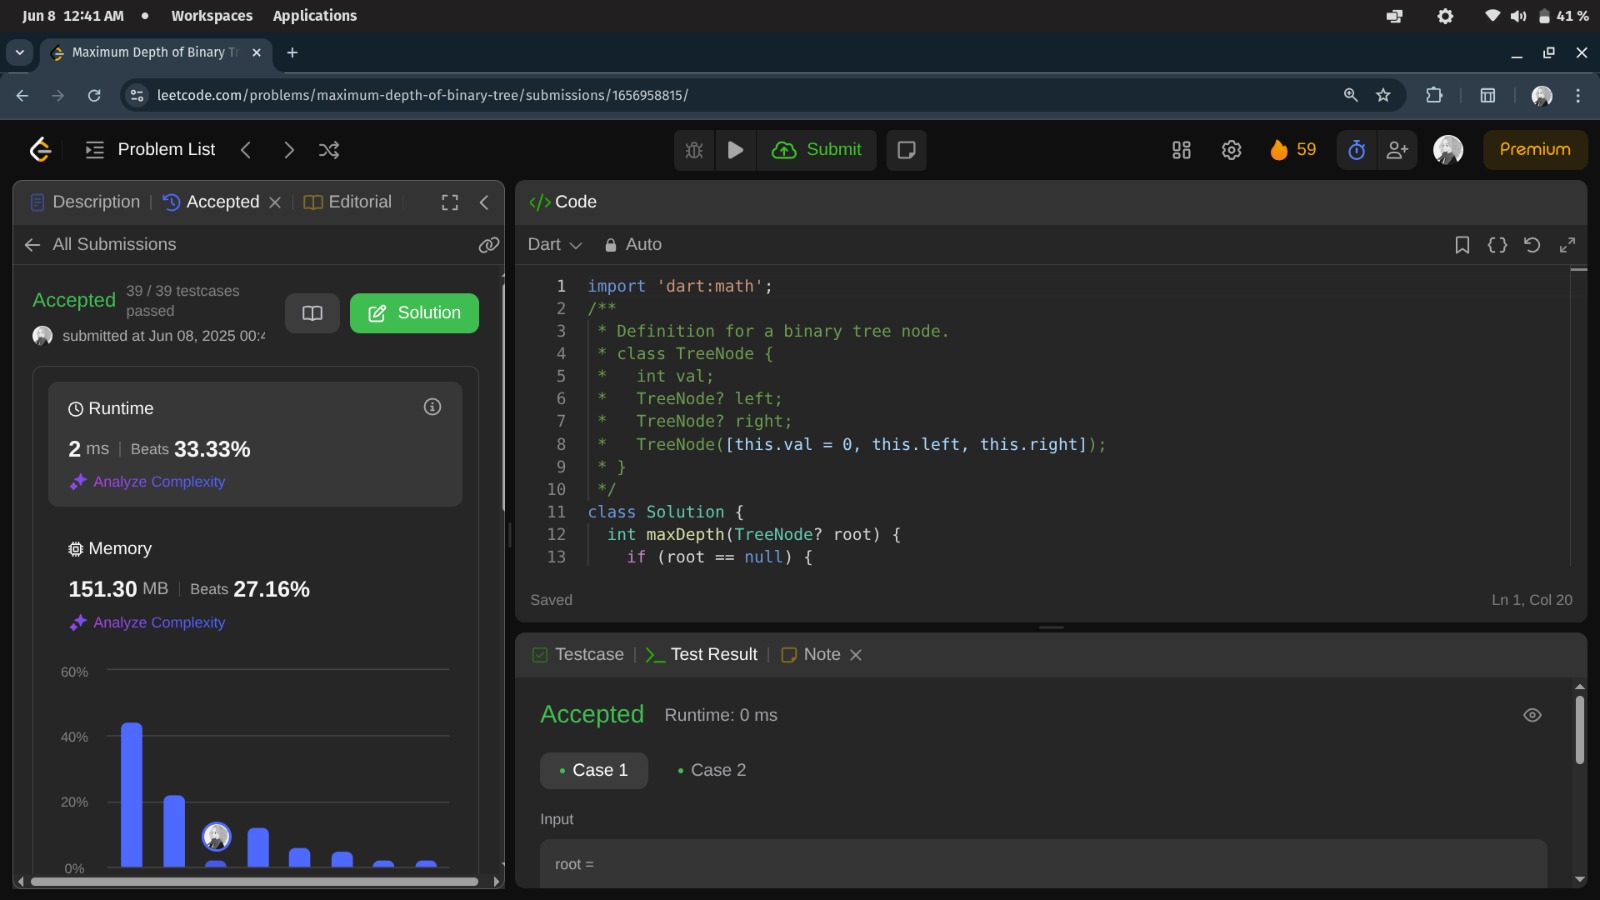 Jun 8 12:41 AM • Workspaces Applications 41 %
Maximum Depth of Binary
leetcode.com/problems/maximum-depth-of-binary-tree/submissions/1656958815/
Problem List Submit 59 Premium
Description Accepted Editorial
All Submissions
Accepted 39 / 39 testcases passed
Solution
submitted at Jun 08, 2025
Runtime
2 ms Beats 33.33%
Analyze Complexity
Memory
151.30 MB Beats 27.16%
Analyze Complexity
60%
40%
20%
0%
</> Code
Dart Auto
1 import 'dart:math';
2 /**
3 * Definition for a binary tree node.
4 * class TreeNode {
5 * int val;
6 * TreeNode? left;
7 * TreeNode? right;
8 * TreeNode([this.val = 0, this.left, this.right]);
9 * }
10 */
11 class Solution {
12 int maxDepth(TreeNode? root) {
13 if (root == null) {
Saved Ln 1, Col 20
Testcase >_ Test Result Note
Accepted Runtime: 0 ms
• Case 1 • Case 2
Input
root =